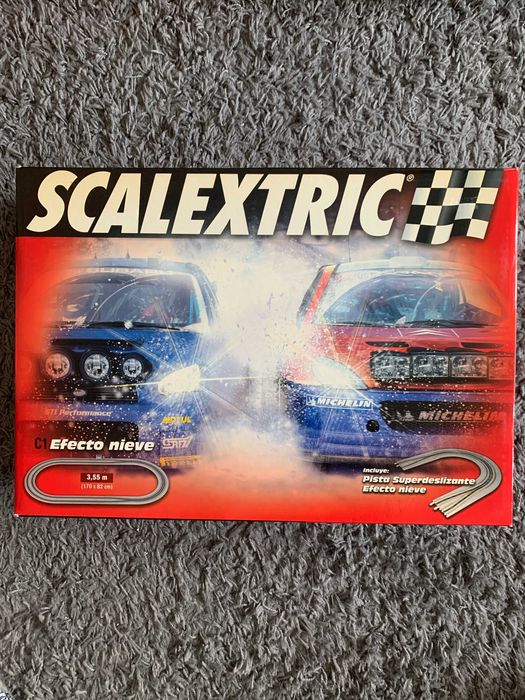 SCALEXTRIC®
STI Performance
MOTUL
STI
MICHELIN
MICHELIN
C1 Efecto nieve
3,55 m
(170 x 82 cm)
Incluye:
Pista Superdeslizante
Efecto nieve